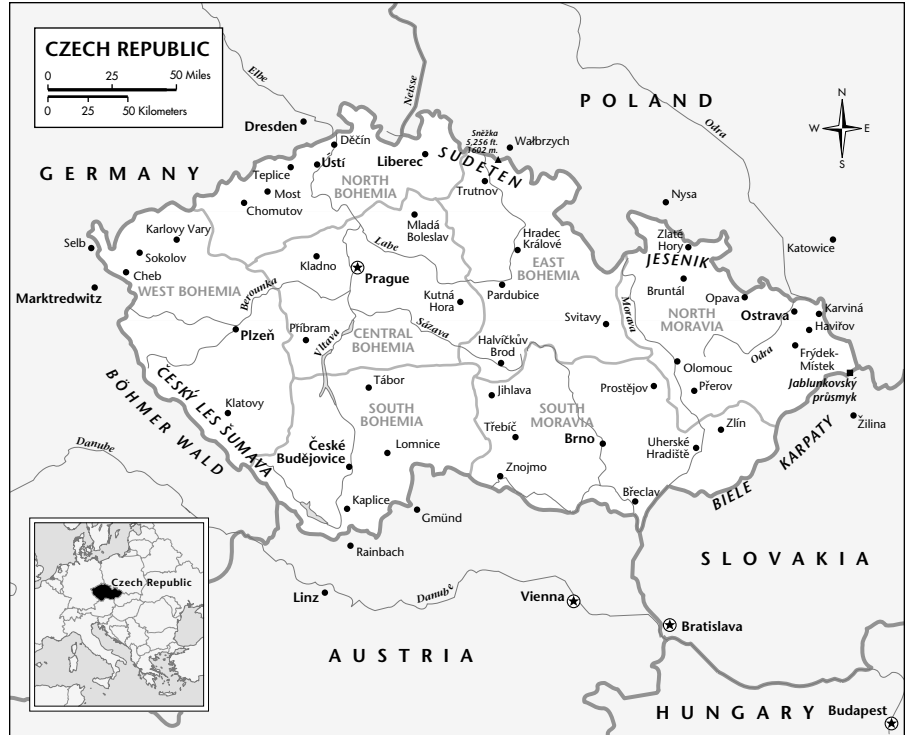 CZECH REPUBLIC
0 25 50 Miles
0 25 50 Kilometers
Elbe
Neisse
POLAND
Odra
N
W E
S
Dresden
Děčín
Sněžka
5,256 ft.
1602 m.
Wałbrzych
GERMANY
Teplice
Ústí
Liberec
SUDETEN
Most
NORTH
BOHEMIA
Trutnov
Chomutov
Nysa
Karlovy Vary
Mladá
Boleslav
Labe
Hradec
Králové
Zlaté
Hory
Katowice
Selb
Sokolov
Kladno
JESENIK
Cheb
Prague
EAST
BOHEMIA
Bruntál
Marktredwitz
WEST BOHEMIA
Berounka
Kutná
Hora
Pardubice
Morava
Opava
Karviná
Ostrava
Haviřov
Plzeň
Příbram
Vltava
CENTRAL
BOHEMIA
Sázava
Svitavy
NORTH
MORAVIA
Halvíčkův
Brod
Odra
Frýdek-
Místek
Olomouc
Jablunkovský
průsmyk
Tábor
Jihlava
Prostějov
Přerov
ČESKÝ LES ŠUMAVA
BÖHMER WALD
Klatovy
SOUTH
BOHEMIA
SOUTH
MORAVIA
Třebíč
Brno
Zlín
Žilina
České
Budějovice
Lomnice
Uherské
Hradiště
BIELE KARPATY
Danube
Znojmo
Kaplice
Gmünd
Břeclav
Rainbach
SLOVAKIA
Czech Republic
Linz
Danube
Vienna
Bratislava
AUSTRIA
HUNGARY
Budapest